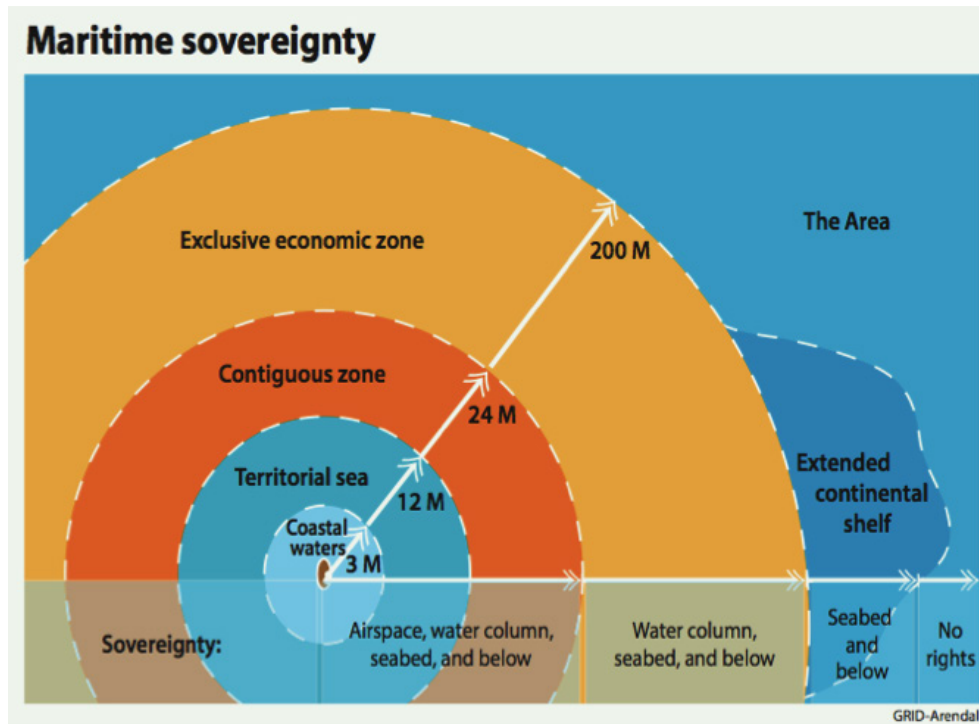 Maritime sovereignty
The Area
Exclusive economic zone
200 M
Contiguous zone
24 M
Territorial sea
12 M
Coastal
waters
3 M
Extended
continental
shelf
Sovereignty:
Airspace, water column,
seabed, and below
Water column,
seabed, and below
Seabed
and
below
No
rights
GRID-Arendal